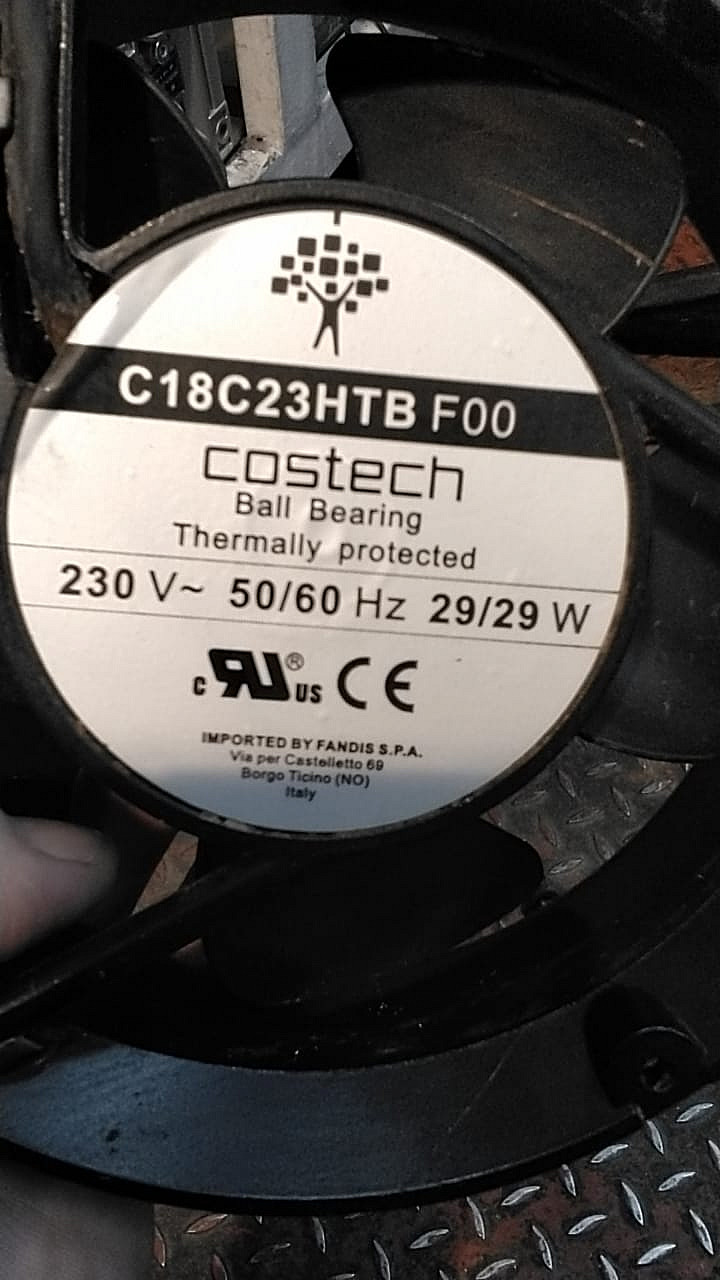 C18C23HTB F00
costech
Ball Bearing
Thermally protected
230 V~ 50/60 Hz 29/29 W
c RU® US CE
IMPORTED BY FANDIS S.P.A.
Via per Castelletto 69
Borgo Ticino (NO)
Italy